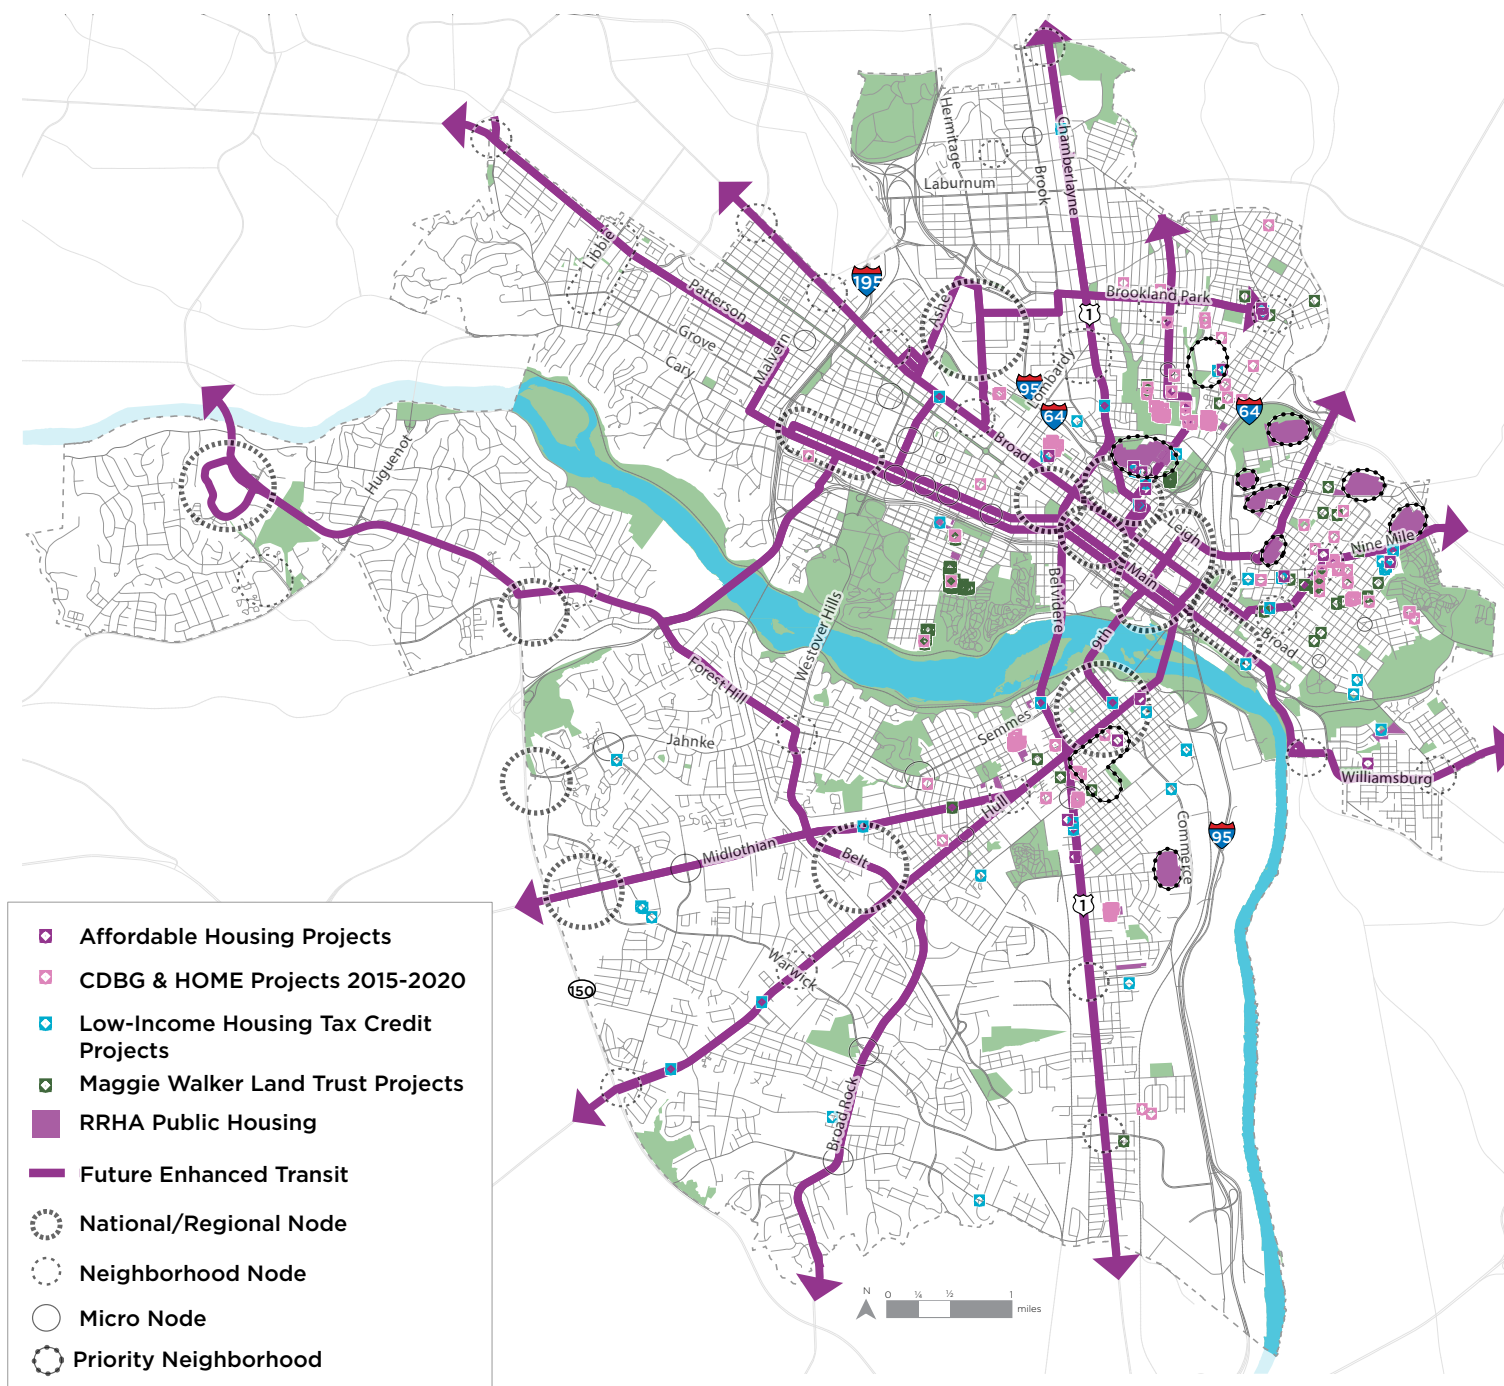 Hermitage
Chamberlayne
Laburnum
Brook
Libbie
195
Patterson
Ashe
Brookland Park
1
Grove
Malvern
Cary
Lombardy
95
64
64
Broad
Huguenot
Leigh
Nine Mile
Main
Belvidere
Westover Hills
9th
Broad
Forest Hill
Semmes
Jahnke
Williamsburg
Hull
Commerce
95
Midlothian
Belt
1
Warwick
150
Broad Rock
Affordable Housing Projects
CDBG & HOME Projects 2015-2020
Low-Income Housing Tax Credit
Projects
Maggie Walker Land Trust Projects
RRHA Public Housing
Future Enhanced Transit
National/Regional Node
Neighborhood Node
Micro Node
Priority Neighborhood
N
0 ¼ ½ 1
miles